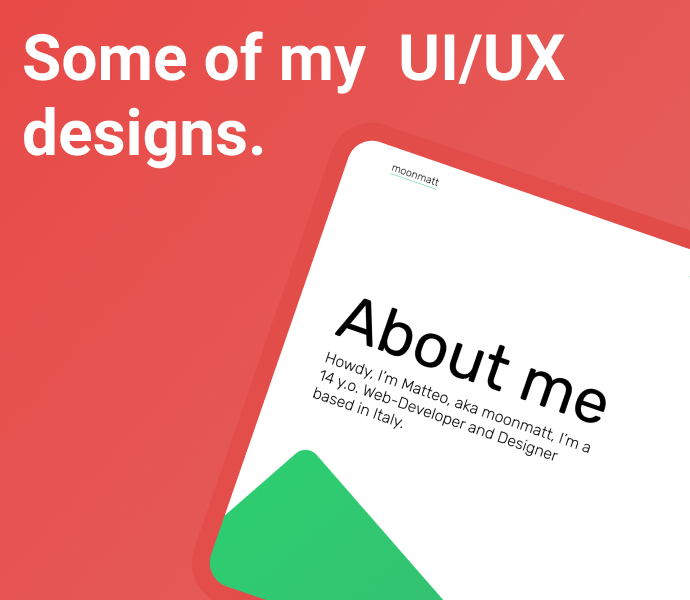 Some of my  UI/UX
designs.
moonmatt
About me
Howdy, I'm Matteo, aka moonmatt, I'm a
14 y.o. Web-Developer and Designer
based in Italy.